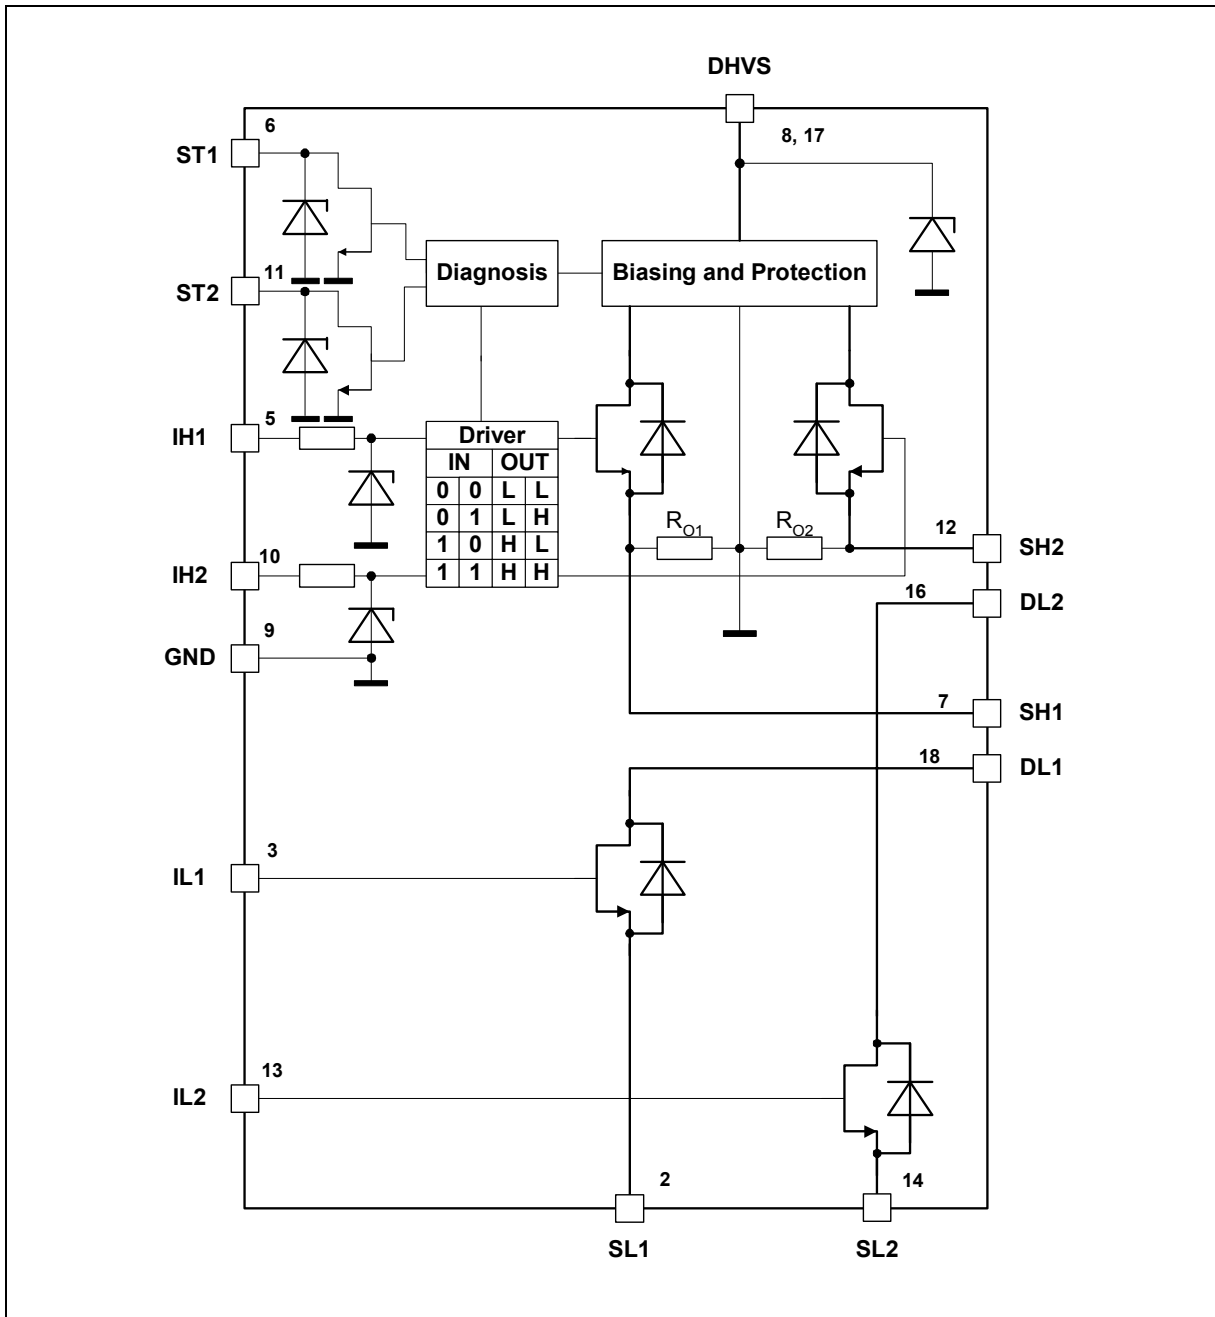 DHVS
8, 17
6
ST1
Diagnosis
Biasing and Protection
11
ST2
5
IH1
Driver
IN OUT
0 0 L L
0 1 L H
1 0 H L
1 1 H H
RO1
RO2
12
SH2
10
IH2
16
DL2
9
GND
7
SH1
18
DL1
3
IL1
13
IL2
2
14
SL1
SL2